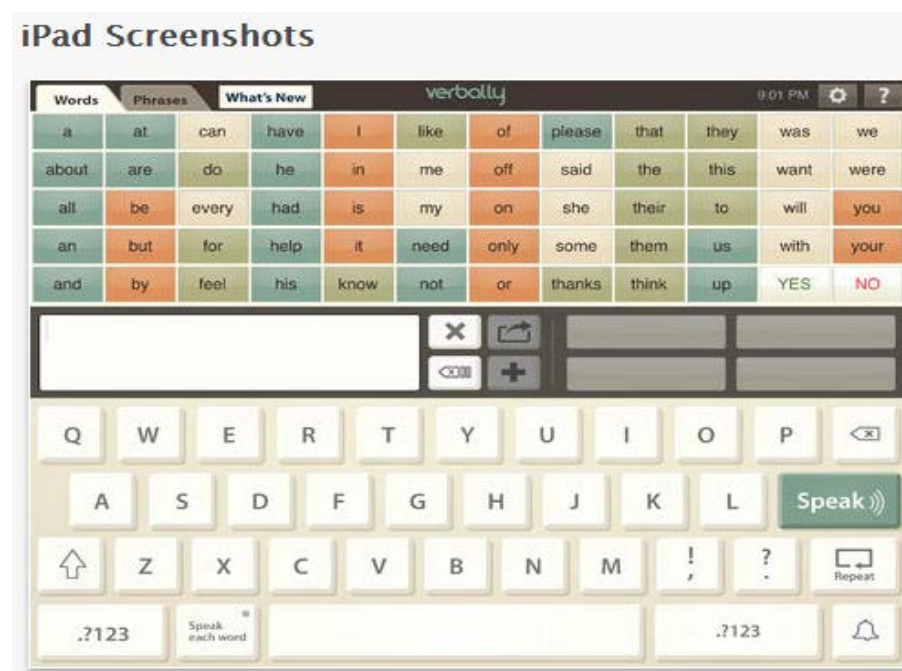 iPad Screenshots
Words Phrases What's New verbally 9:01 PM ?
a at can have I like of please that they was we
about are do he in me off said the this want were
all be every had is my on she their to will you
an but for help it need only some them us with your
and by feel his know not or thanks think up YES NO
Q W E R T Y U I O P
A S D F G H J K L Speak
Z X C V B N M ! , ? . Repeat
.?123 Speak each word .?123